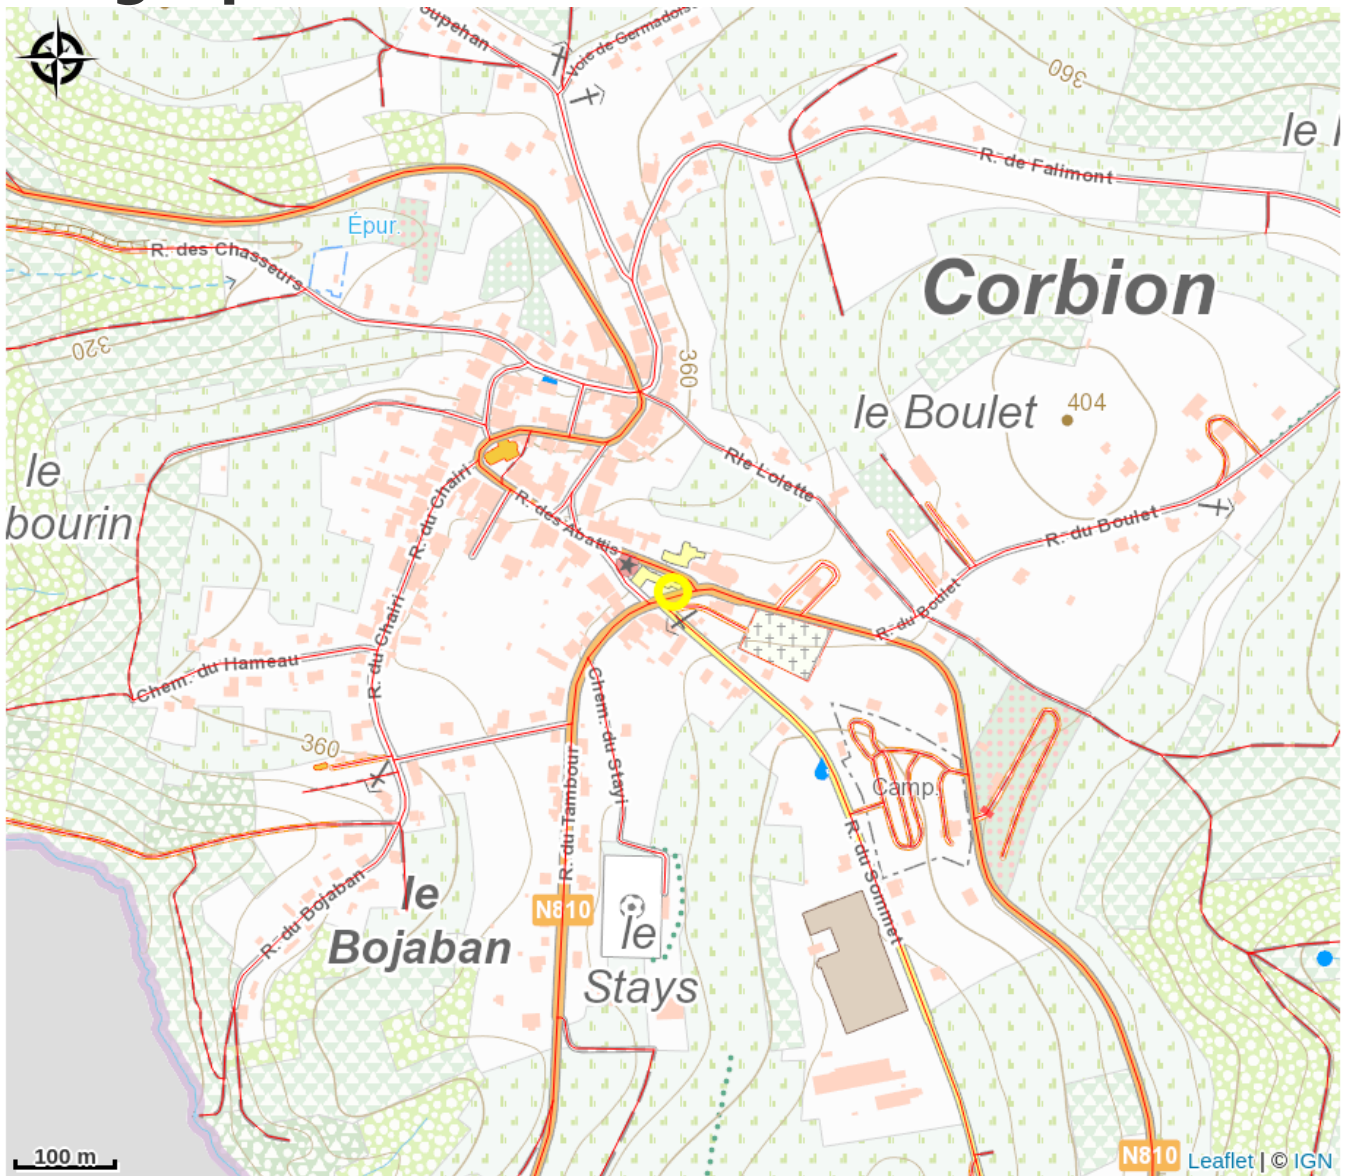 Voie de Germadois
360
R. de Falimont
Épur.
R. des Chasseurs
Corbion
320
360
le Boulet
404
le
bourin
R. du Chairi
Rle Lolette
R. des Abattis
R. du Boulet
R. du Chairi
R. du Boulet
Chem. du Hameau
Chem. du Stayi
360
R. du Tambour
Camp.
R. du Sommet
le
Bojaban
R. du Bojaban
N810
le
Stays
100 m
N810
Leaflet | © IGN